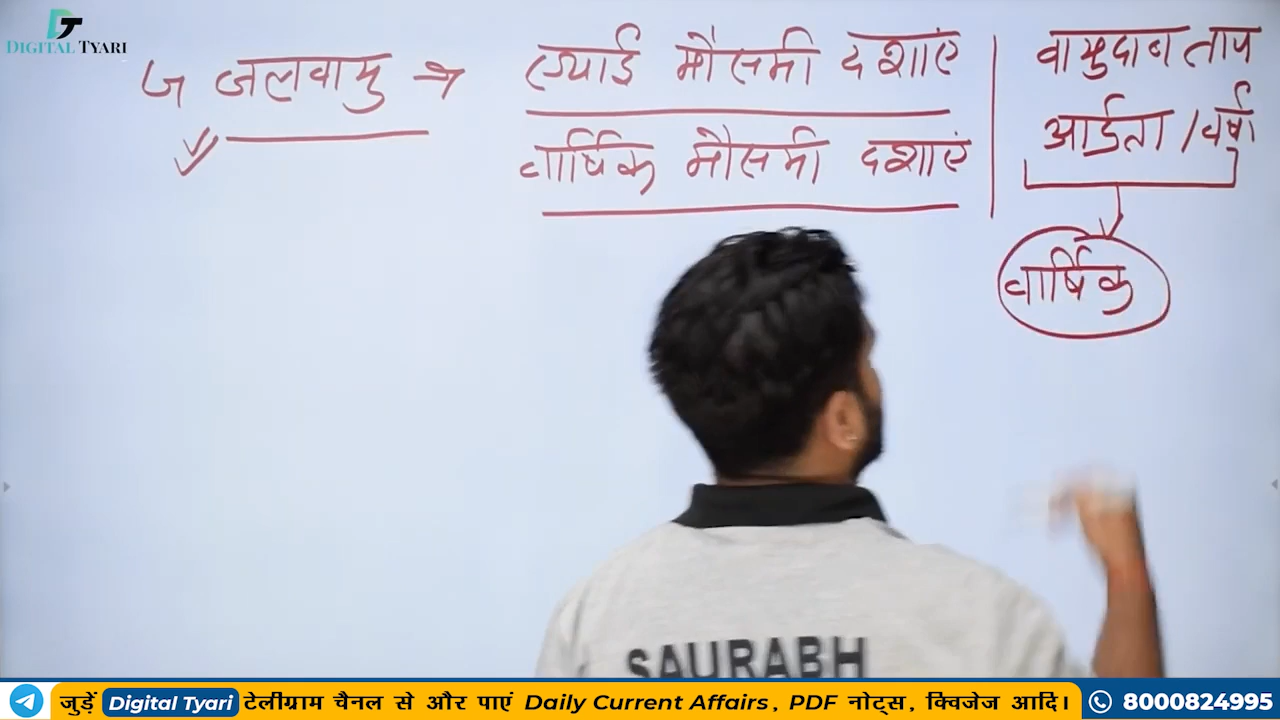 DIGITAL TYARI
जलवायु → स्थाई मौसमी दशाएं
वार्षिक मौसमी दशाएं
वायुदाब ताप
आर्द्रता / वर्षा
वार्षिक
SAURABH
जुड़ें Digital Tyari टेलीग्राम चैनल से और पाएं Daily Current Affairs, PDF नोट्स, क्विजेज आदि। 8000824995